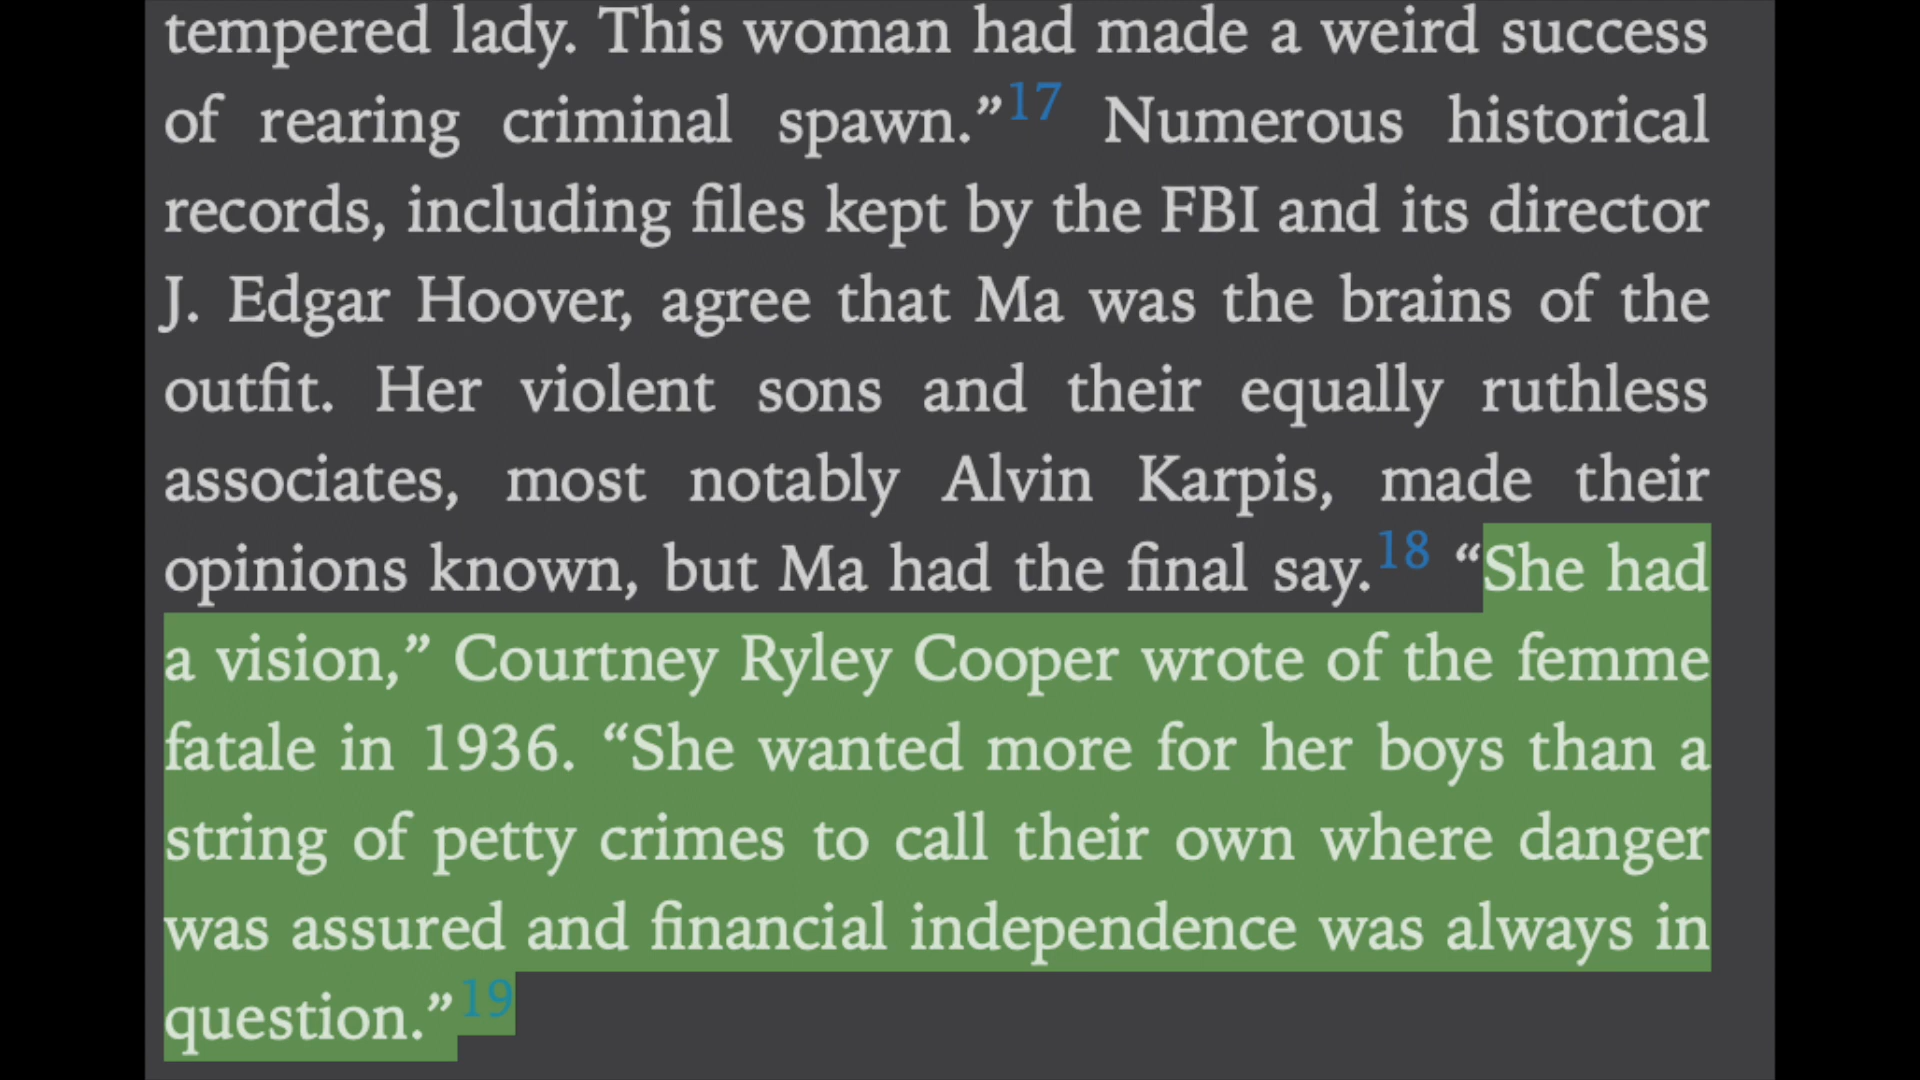 tempered lady. This woman had made a weird success
of rearing criminal spawn.”17 Numerous historical
records, including files kept by the FBI and its director
J. Edgar Hoover, agree that Ma was the brains of the
outfit. Her violent sons and their equally ruthless
associates, most notably Alvin Karpis, made their
opinions known, but Ma had the final say.18 “She had
a vision,” Courtney Ryley Cooper wrote of the femme
fatale in 1936. “She wanted more for her boys than a
string of petty crimes to call their own where danger
was assured and financial independence was always in
question.”19